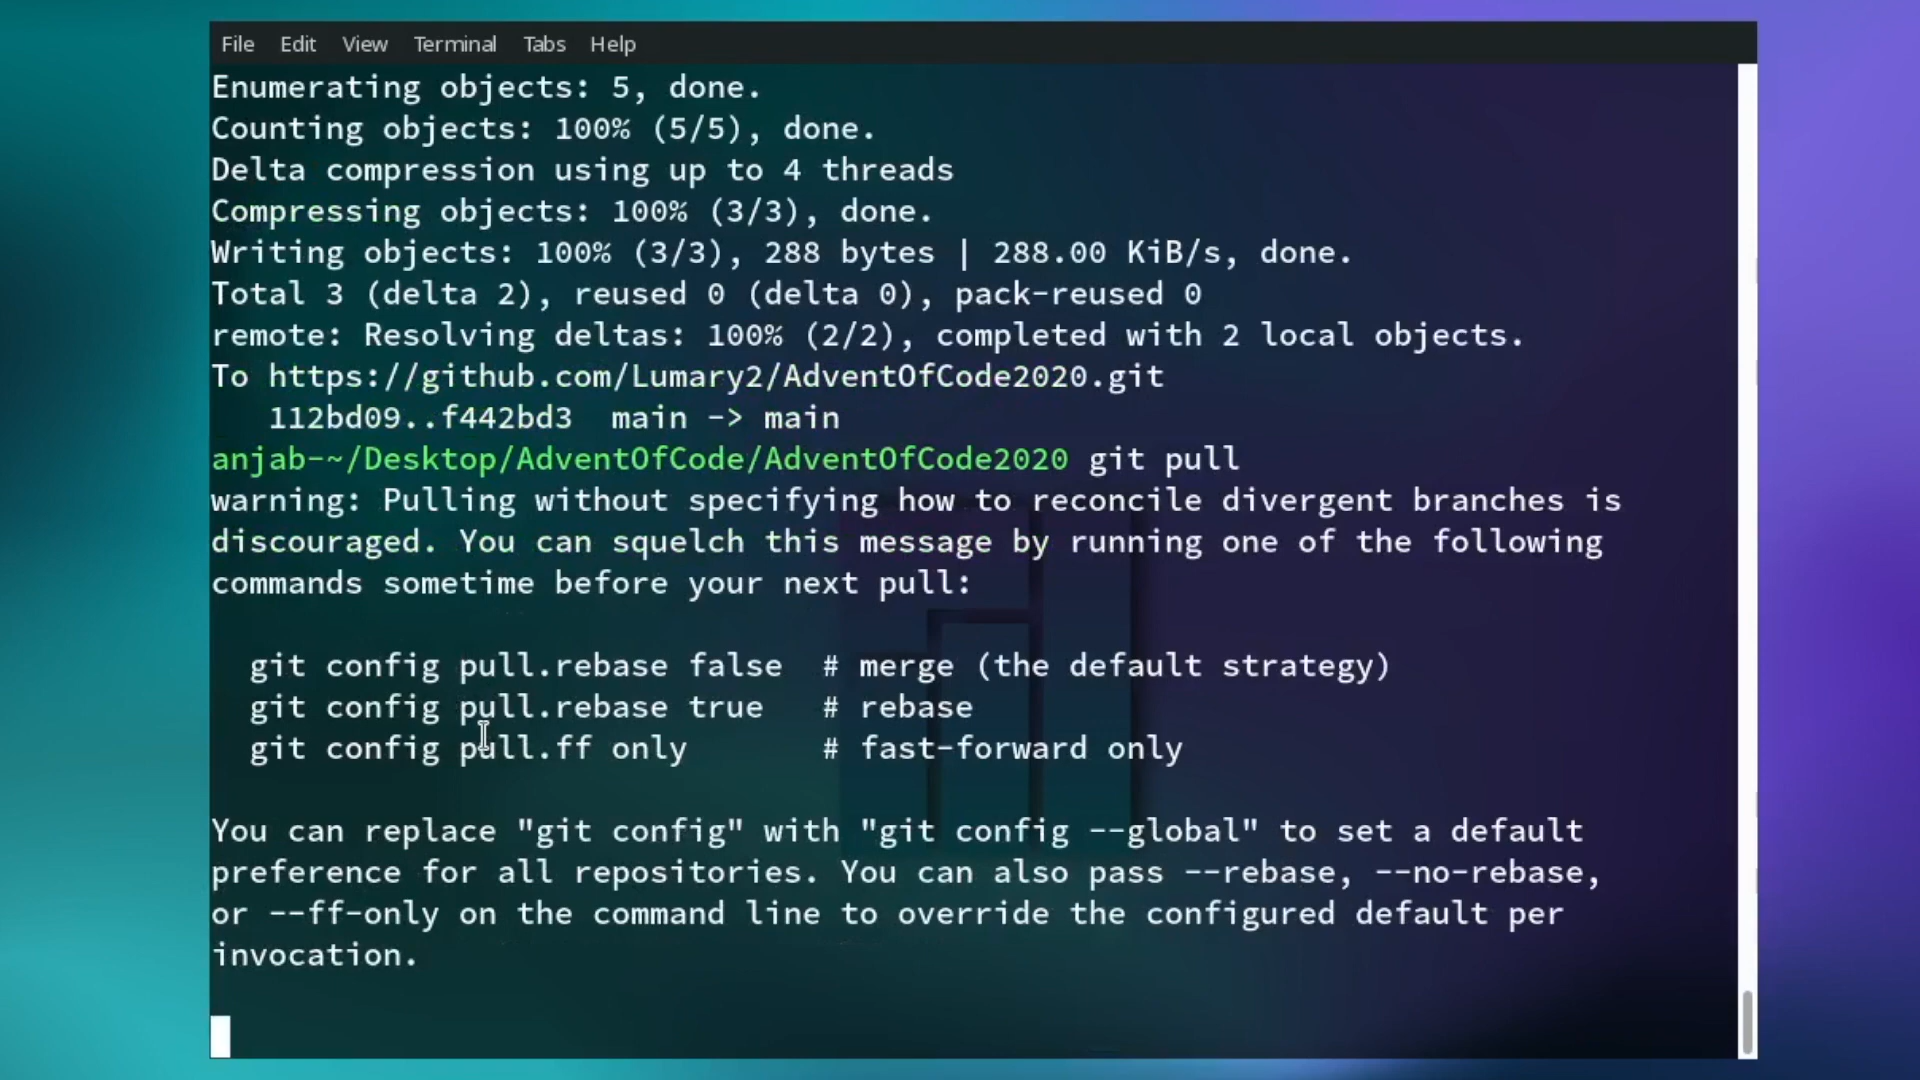 File Edit View Terminal Tabs Help
Enumerating objects: 5, done.
Counting objects: 100% (5/5), done.
Delta compression using up to 4 threads
Compressing objects: 100% (3/3), done.
Writing objects: 100% (3/3), 288 bytes | 288.00 KiB/s, done.
Total 3 (delta 2), reused 0 (delta 0), pack-reused 0
remote: Resolving deltas: 100% (2/2), completed with 2 local objects.
To https://github.com/Lumary2/AdventOfCode2020.git
   112bd09..f442bd3  main -> main
anjab-~/Desktop/AdventOfCode/AdventOfCode2020 git pull
warning: Pulling without specifying how to reconcile divergent branches is
discouraged. You can squelch this message by running one of the following
commands sometime before your next pull:
  git config pull.rebase false  # merge (the default strategy)
  git config pull.rebase true   # rebase
  git config pull.ff only       # fast-forward only
You can replace "git config" with "git config --global" to set a default
preference for all repositories. You can also pass --rebase, --no-rebase,
or --ff-only on the command line to override the configured default per
invocation.